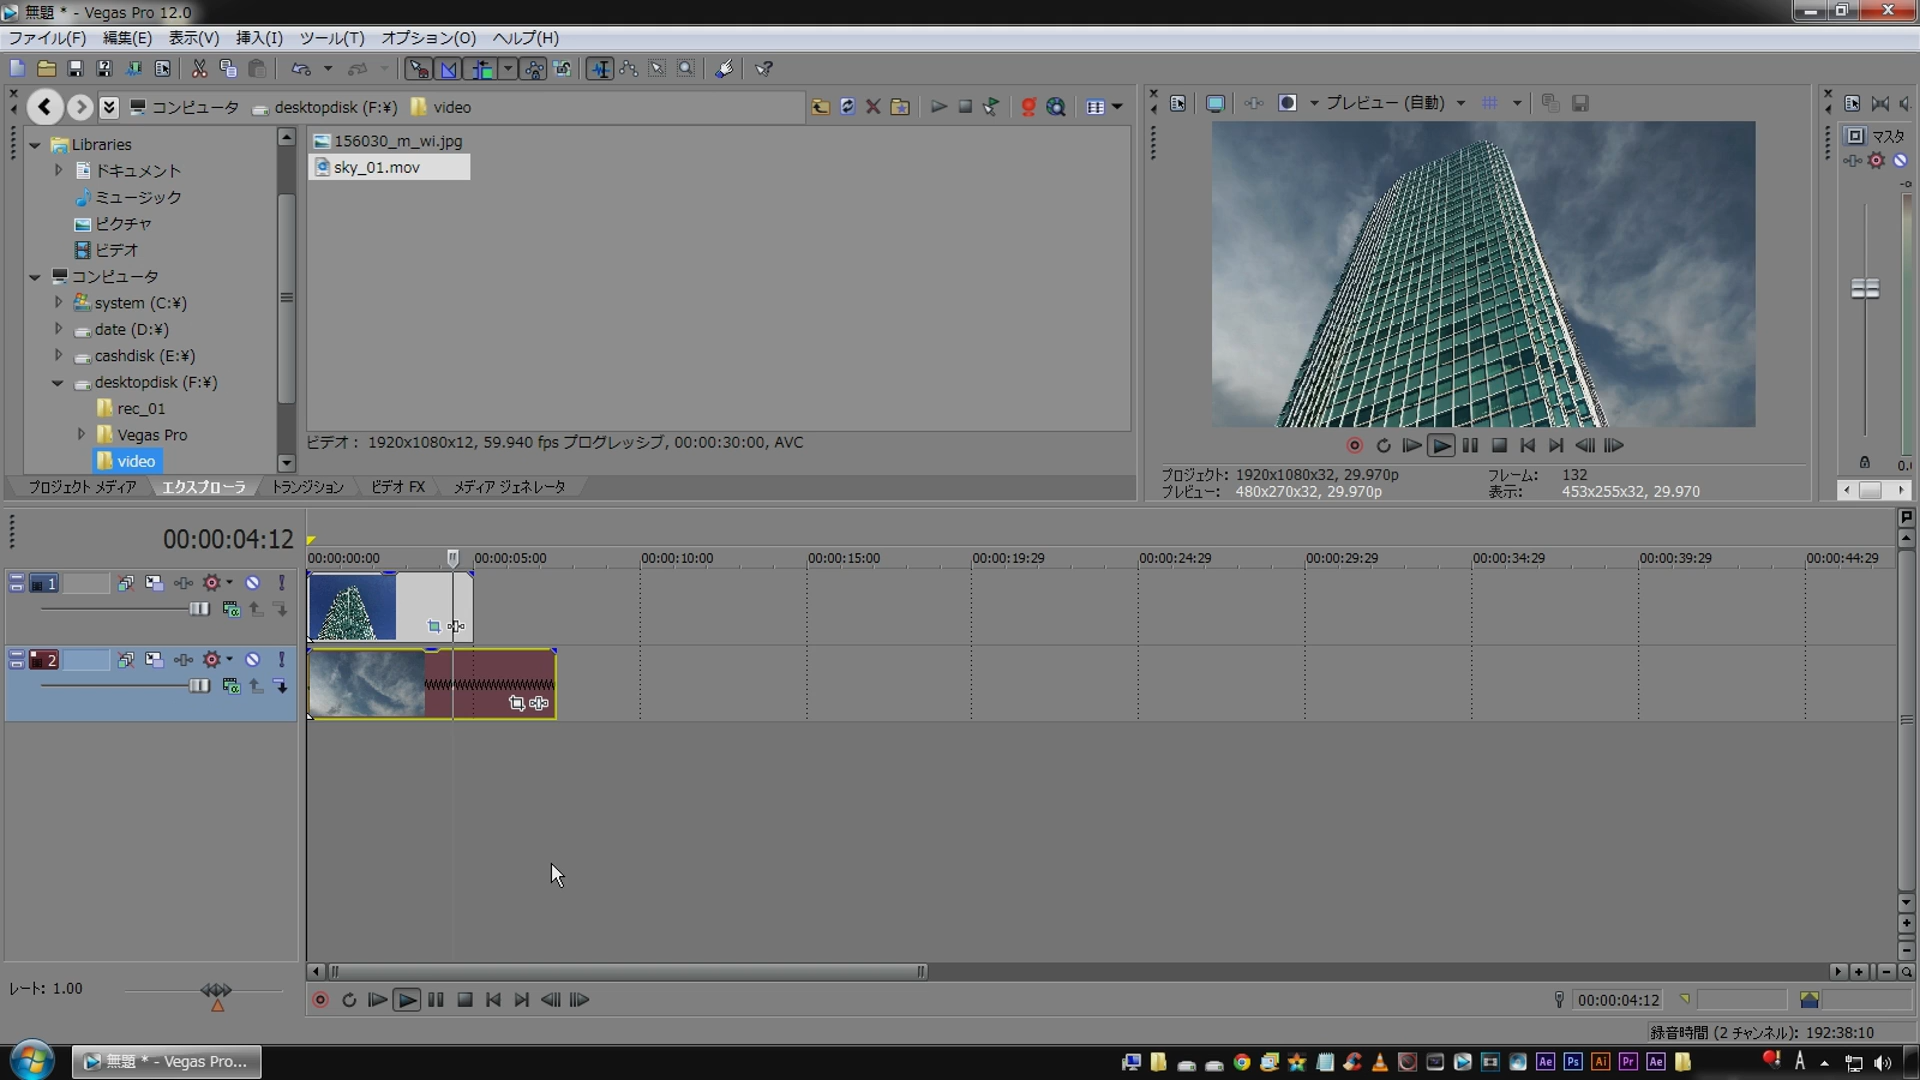 無題 * - Vegas Pro 12.0
ファイル(F) 編集(E) 表示(V) 挿入(I) ツール(T) オプション(O) ヘルプ(H)
コンピュータ desktopdisk (F:¥) video
プレビュー (自動)
Libraries
ドキュメント
ミュージック
ピクチャ
ビデオ
コンピュータ
system (C:¥)
date (D:¥)
cashdisk (E:¥)
desktopdisk (F:¥)
rec_01
Vegas Pro
video
156030_m_wi.jpg
sky_01.mov
ビデオ： 1920x1080x12, 59.940 fps プログレッシブ, 00:00:30:00, AVC
プロジェクト メディア エクスプローラ トランジション ビデオ FX メディア ジェネレータ
プロジェクト: 1920x1080x32, 29.970p フレーム: 132
プレビュー: 480x270x32, 29.970p 表示: 453x255x32, 29.970
マスタ
00:00:04:12
00:00:00:00 00:00:05:00 00:00:10:00 00:00:15:00 00:00:19:29 00:00:24:29 00:00:29:29 00:00:34:29 00:00:39:29 00:00:44:29
1
2
レート: 1.00
00:00:04:12
録音時間 (2 チャンネル): 192:38:10
無題 * - Vegas Pro...
Ae Ps Ai Pr Ae
A